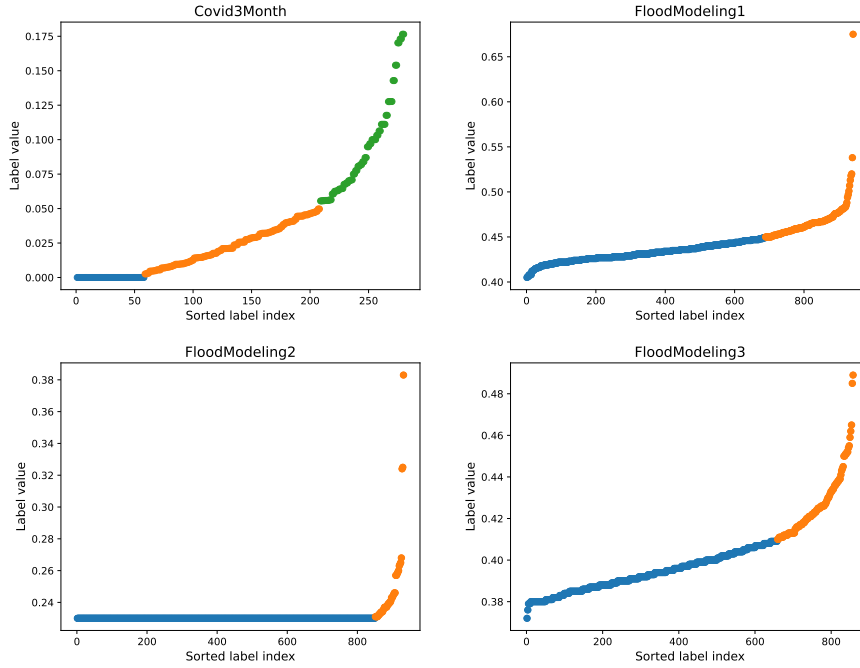 Covid3Month
0.175
0.150
0.125
0.100
0.075
0.050
0.025
0.000
Label value
0 50 100 150 200 250
Sorted label index
FloodModeling1
0.65
0.60
0.55
0.50
0.45
0.40
Label value
0 200 400 600 800
Sorted label index
FloodModeling2
0.38
0.36
0.34
0.32
0.30
0.28
0.26
0.24
Label value
0 200 400 600 800
Sorted label index
FloodModeling3
0.48
0.46
0.44
0.42
0.40
0.38
Label value
0 200 400 600 800
Sorted label index